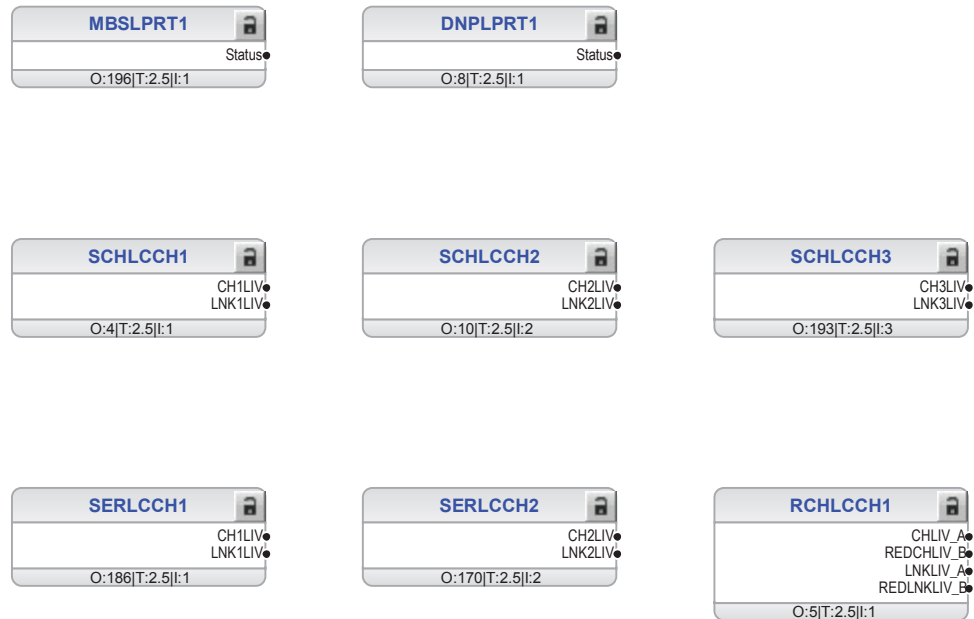 MBSLPRT1
Status
O:196|T:2.5|I:1
DNPLPRT1
Status
O:8|T:2.5|I:1
SCHLCCH1
CH1LIV
LNK1LIV
O:4|T:2.5|I:1
SCHLCCH2
CH2LIV
LNK2LIV
O:10|T:2.5|I:2
SCHLCCH3
CH3LIV
LNK3LIV
O:193|T:2.5|I:3
SERLCCH1
CH1LIV
LNK1LIV
O:186|T:2.5|I:1
SERLCCH2
CH2LIV
LNK2LIV
O:170|T:2.5|I:2
RCHLCCH1
CHLIV_A
REDCHLIV_B
LNKLIV_A
REDLNKLIV_B
O:5|T:2.5|I:1